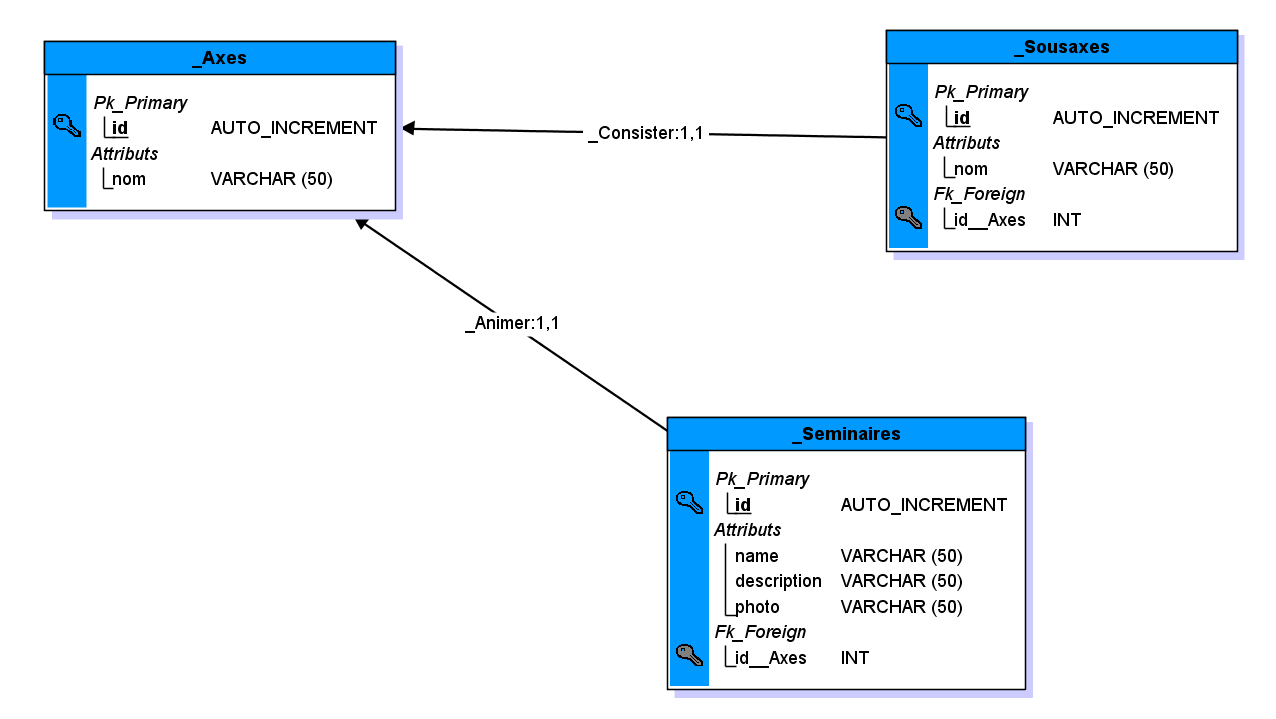 _Axes
Pk_Primary
id AUTO_INCREMENT
Attributs
nom VARCHAR (50)
_Consister:1,1
_Sousaxes
Pk_Primary
id AUTO_INCREMENT
Attributs
nom VARCHAR (50)
Fk_Foreign
id__Axes INT
_Animer:1,1
_Seminaires
Pk_Primary
id AUTO_INCREMENT
Attributs
name VARCHAR (50)
description VARCHAR (50)
photo VARCHAR (50)
Fk_Foreign
id__Axes INT